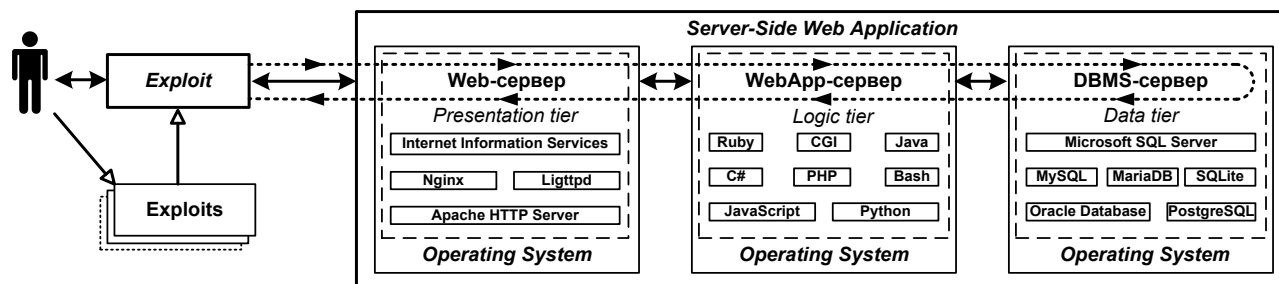 Server-Side Web Application
Exploit
Exploits
Web-сервер
Presentation tier
Internet Information Services
Nginx
Ligttpd
Apache HTTP Server
Operating System
WebApp-сервер
Logic tier
Ruby
CGI
Java
C#
PHP
Bash
JavaScript
Python
Operating System
DBMS-сервер
Data tier
Microsoft SQL Server
MySQL
MariaDB
SQLite
Oracle Database
PostgreSQL
Operating System